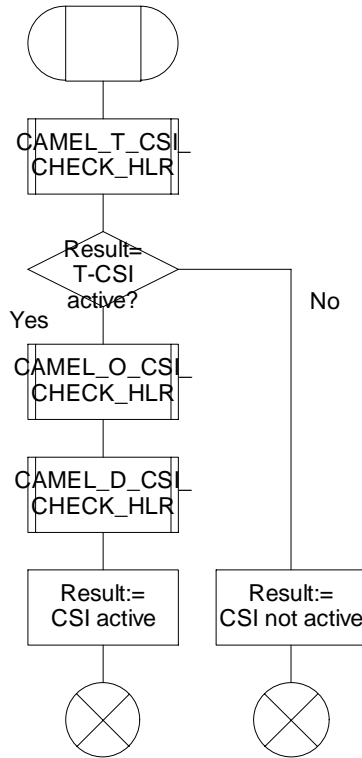 CAMEL_T_CSI_
CHECK_HLR
Result=
T-CSI
active?
Yes
No
CAMEL_O_CSI_
CHECK_HLR
CAMEL_D_CSI_
CHECK_HLR
Result:=
CSI active
Result:=
CSI not active